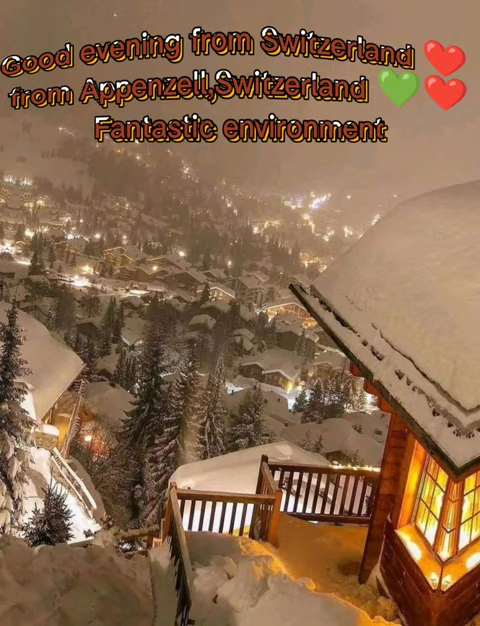 Good evening from Switzerland ❤️
from Appenzell,Switzerland 💚❤️
Fantastic environment